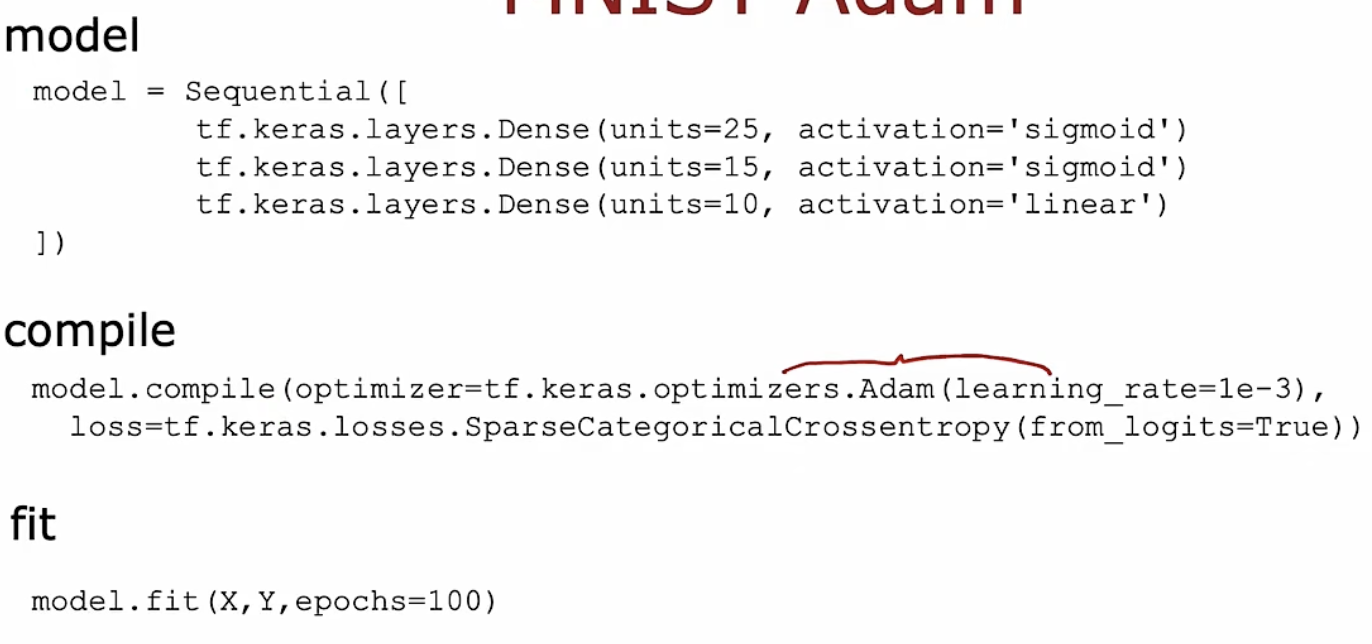 MNIST Adam
model
model = Sequential([
tf.keras.layers.Dense(units=25, activation='sigmoid')
tf.keras.layers.Dense(units=15, activation='sigmoid')
tf.keras.layers.Dense(units=10, activation='linear')
])
compile
model.compile(optimizer=tf.keras.optimizers.Adam(learning_rate=1e-3),
loss=tf.keras.losses.SparseCategoricalCrossentropy(from_logits=True))
fit
model.fit(X,Y,epochs=100)